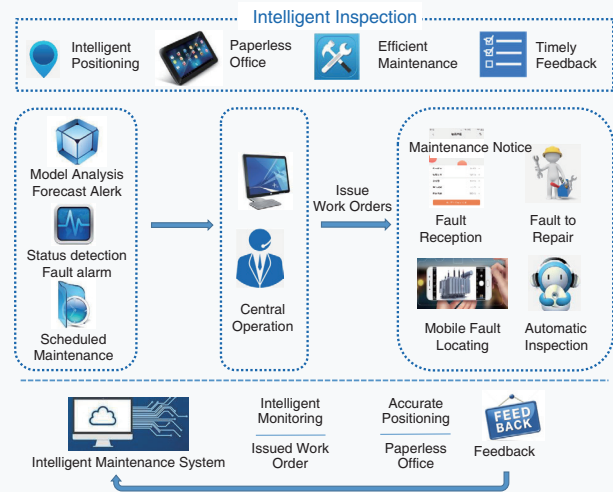 Intelligent Inspection
Intelligent
Positioning
Paperless
Office
Efficient
Maintenance
Timely
Feedback
Model Analysis
Forecast Alerk
Status detection
Fault alarm
Scheduled
Maintenance
Central
Operation
Issue
Work Orders
Maintenance Notice
Fault
Reception
Fault to
Repair
Mobile Fault
Locating
Automatic
Inspection
Intelligent Maintenance System
Intelligent
Monitoring
Issued Work
Order
Accurate
Positioning
Paperless
Office
FEED
BACK
Feedback